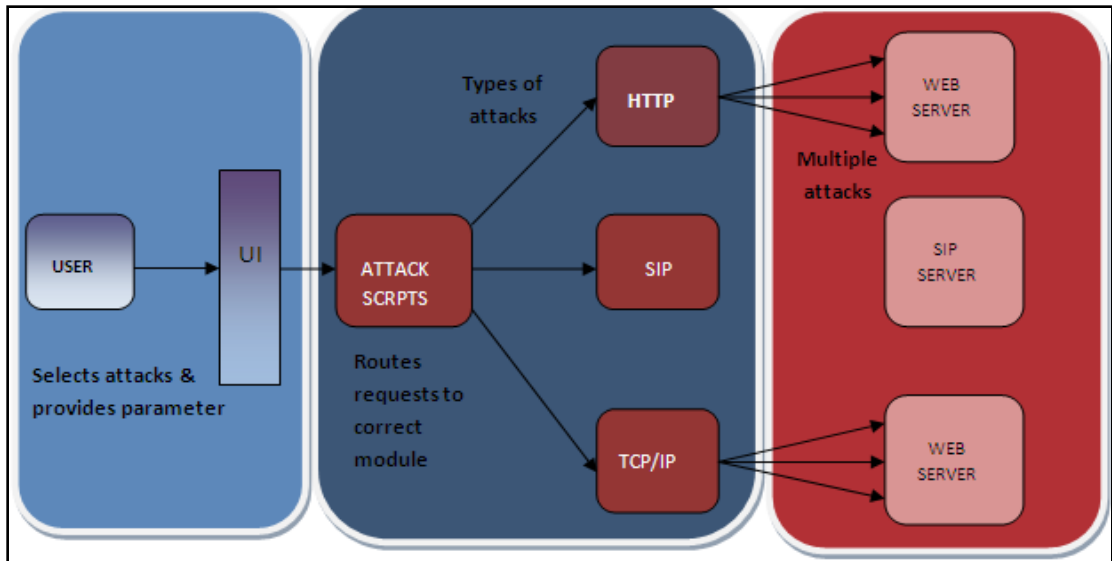 USER
UI
Selects attacks &
provides parameter
Types of
attacks
ATTACK
SCRPTS
Routes
requests to
correct
module
HTTP
SIP
TCP/IP
Multiple
attacks
WEB
SERVER
SIP
SERVER
WEB
SERVER